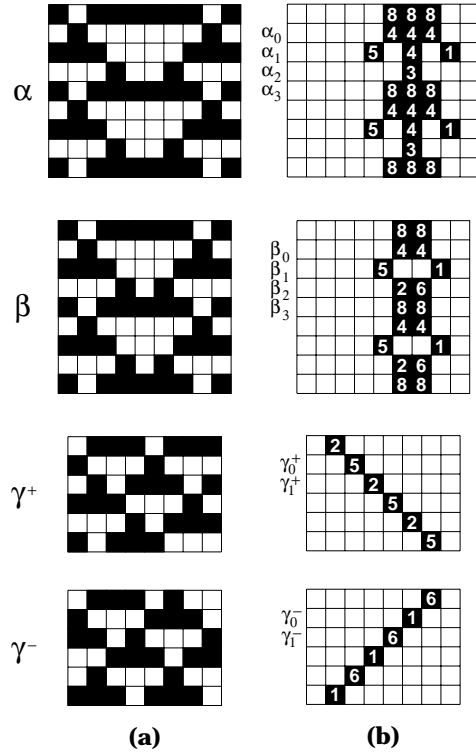 8 8 8
α₀ 4 4 4
α₁ 5 4 1
α α₂ 3
α₃ 8 8 8
4 4 4
5 4 1
3
8 8 8
8 8
β₀ 4 4
β₁ 5 1
β β₂ 2 6
β₃ 8 8
4 4
5 1
2 6
8 8
2
γ₀⁺ 5
γ⁺ γ₁⁺ 2
5
2
5
6
γ₀⁻ 1
γ⁻ γ₁⁻ 6
1
6
1
(a) (b)